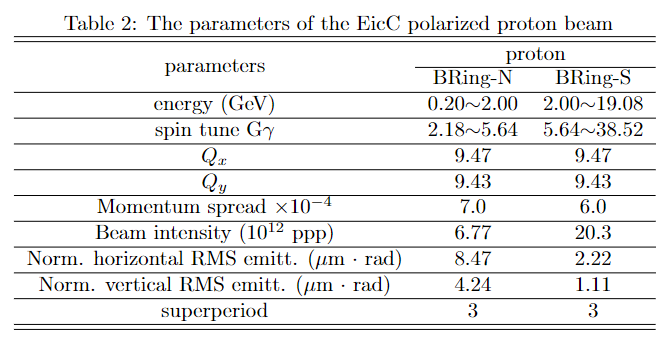 Table 2: The parameters of the EicC polarized proton beam
parameters proton
BRing-N BRing-S
energy (GeV) 0.20∼2.00 2.00∼19.08
spin tune Gγ 2.18∼5.64 5.64∼38.52
Qx 9.47 9.47
Qy 9.43 9.43
Momentum spread ×10⁻⁴ 7.0 6.0
Beam intensity (10¹² ppp) 6.77 20.3
Norm. horizontal RMS emitt. (μm · rad) 8.47 2.22
Norm. vertical RMS emitt. (μm · rad) 4.24 1.11
superperiod 3 3